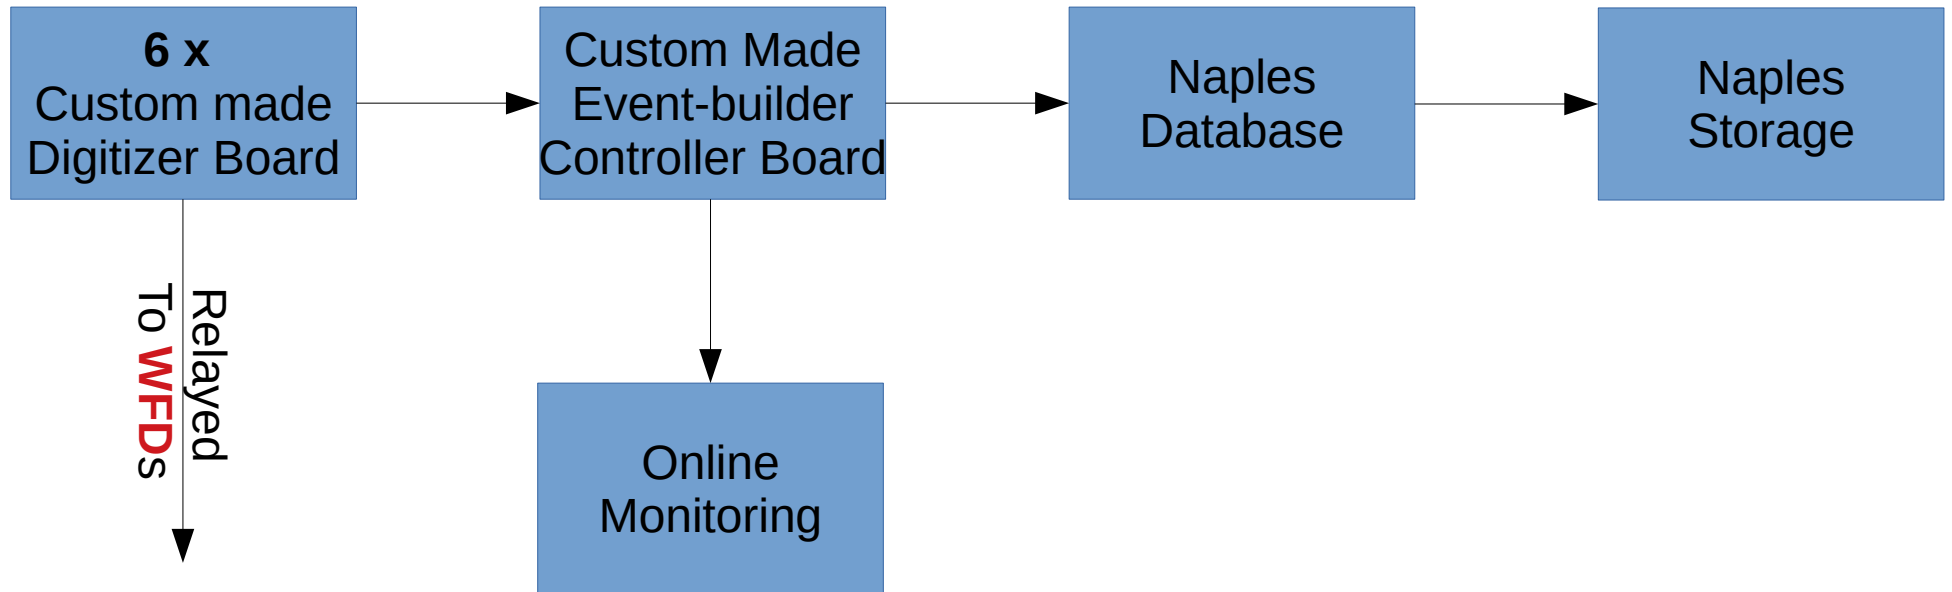 6 x
Custom made
Digitizer Board
Custom Made
Event-builder
Controller Board
Naples
Database
Naples
Storage
Relayed
To WFDs
Online
Monitoring